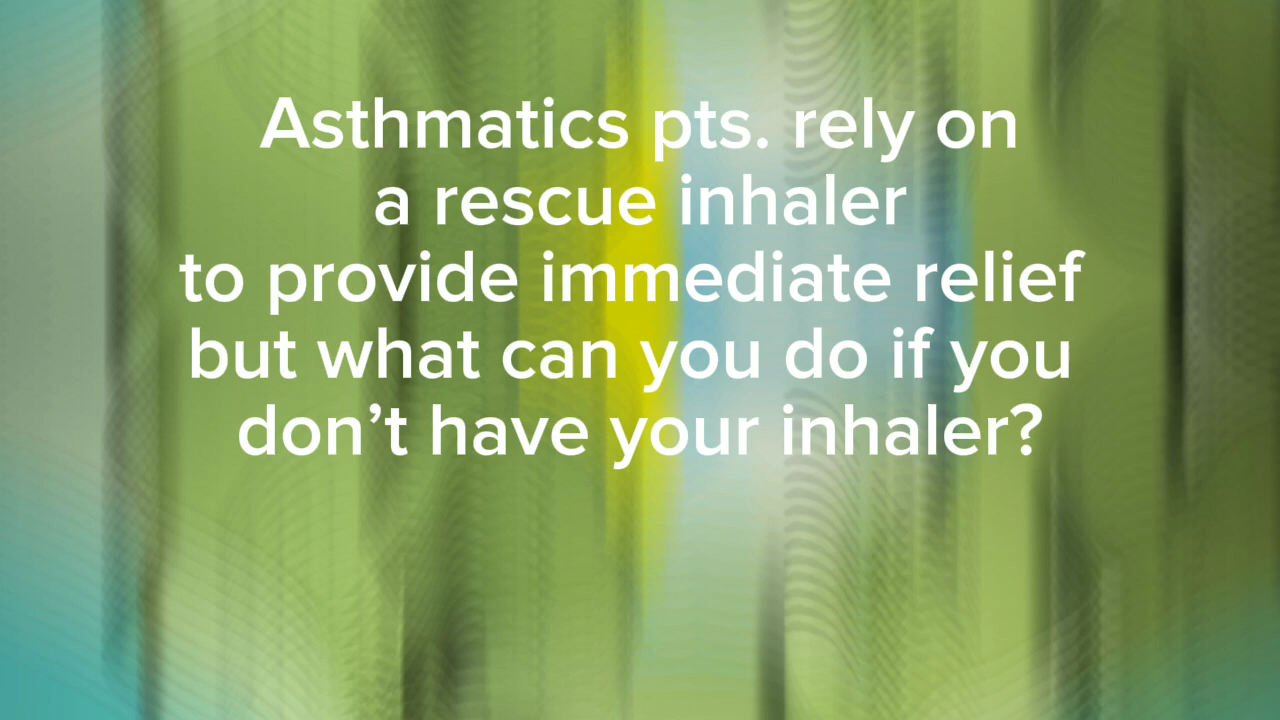 Asthmatics pts. rely on
a rescue inhaler
to provide immediate relief
but what can you do if you
don’t have your inhaler?